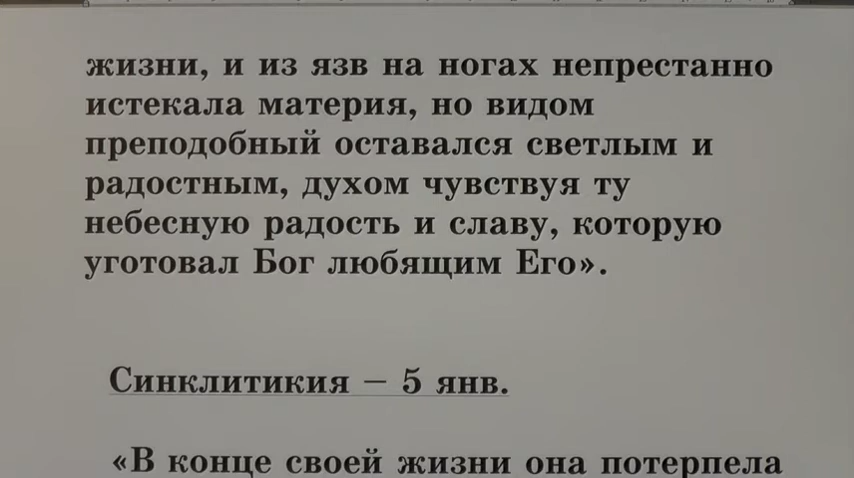 жизни, и из язв на ногах непрестанно
истекала материя, но видом
преподобный оставался светлым и
радостным, духом чувствуя ту
небесную радость и славу, которую
уготовал Бог любящим Его».
Синклитикия – 5 янв.
«В конце своей жизни она потерпела